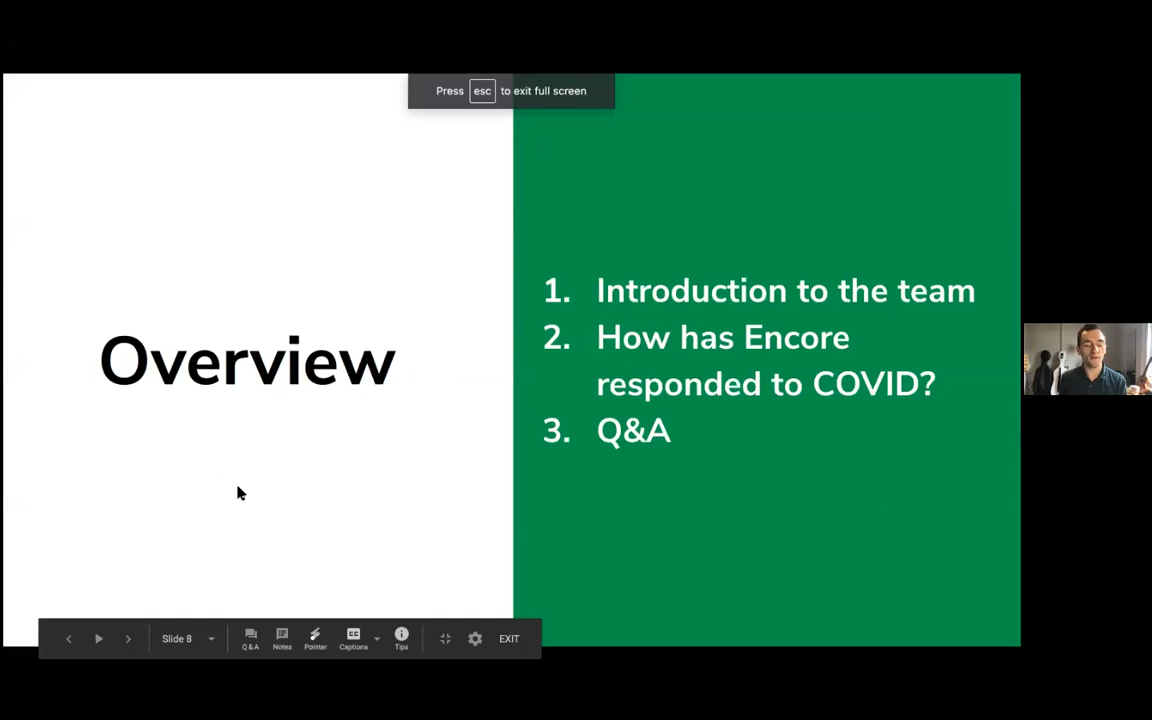 Press esc to exit full screen
Overview
1. Introduction to the team
2. How has Encore
responded to COVID?
3. Q&A
Slide 8
Q&A
Notes
Pointer
CC
Captions
Tips
EXIT